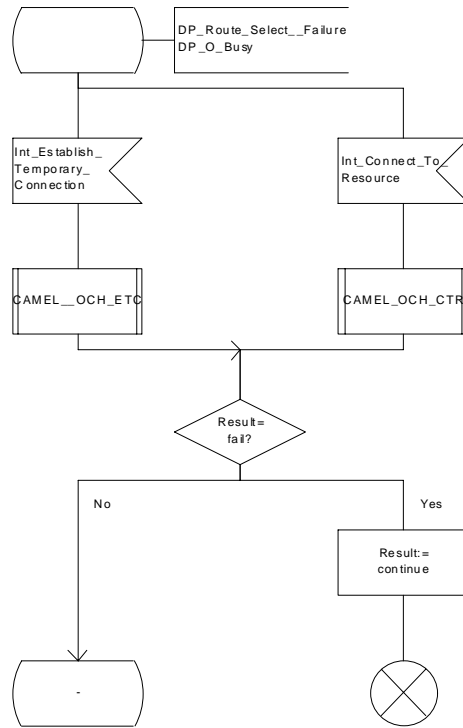 DP_Route_Select__Failure
DP_O_Busy
Int_Establish_
Temporary_
Connection
Int_Connect_To_
Resource
CAMEL__OCH_ETC
CAMEL_OCH_CTR
Result=
fail?
No
Yes
Result:=
continue
-